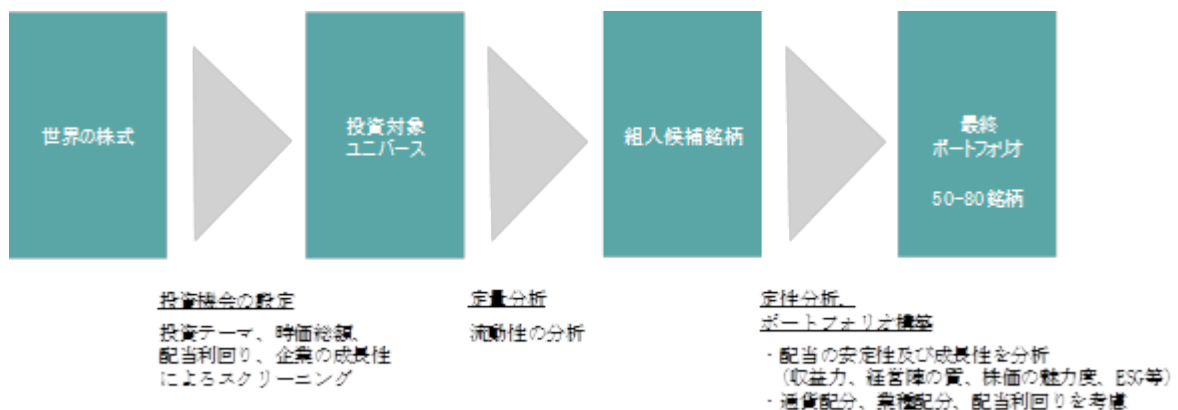 世界の株式
投資対象
ユニバース
組入候補銘柄
最終
ポートフォリオ
50-80銘柄
投資機会の設定
投資テーマ、時価総額、
配当利回り、企業の成長性
によるスクリーニング
定量分析
流動性の分析
定性分析、
ポートフォリオ構築
・配当の安定性及び成長性を分析
（収益力、経営陣の質、株価の魅力度、ESG等）
・通貨配分、業種配分、配当利回りを考慮